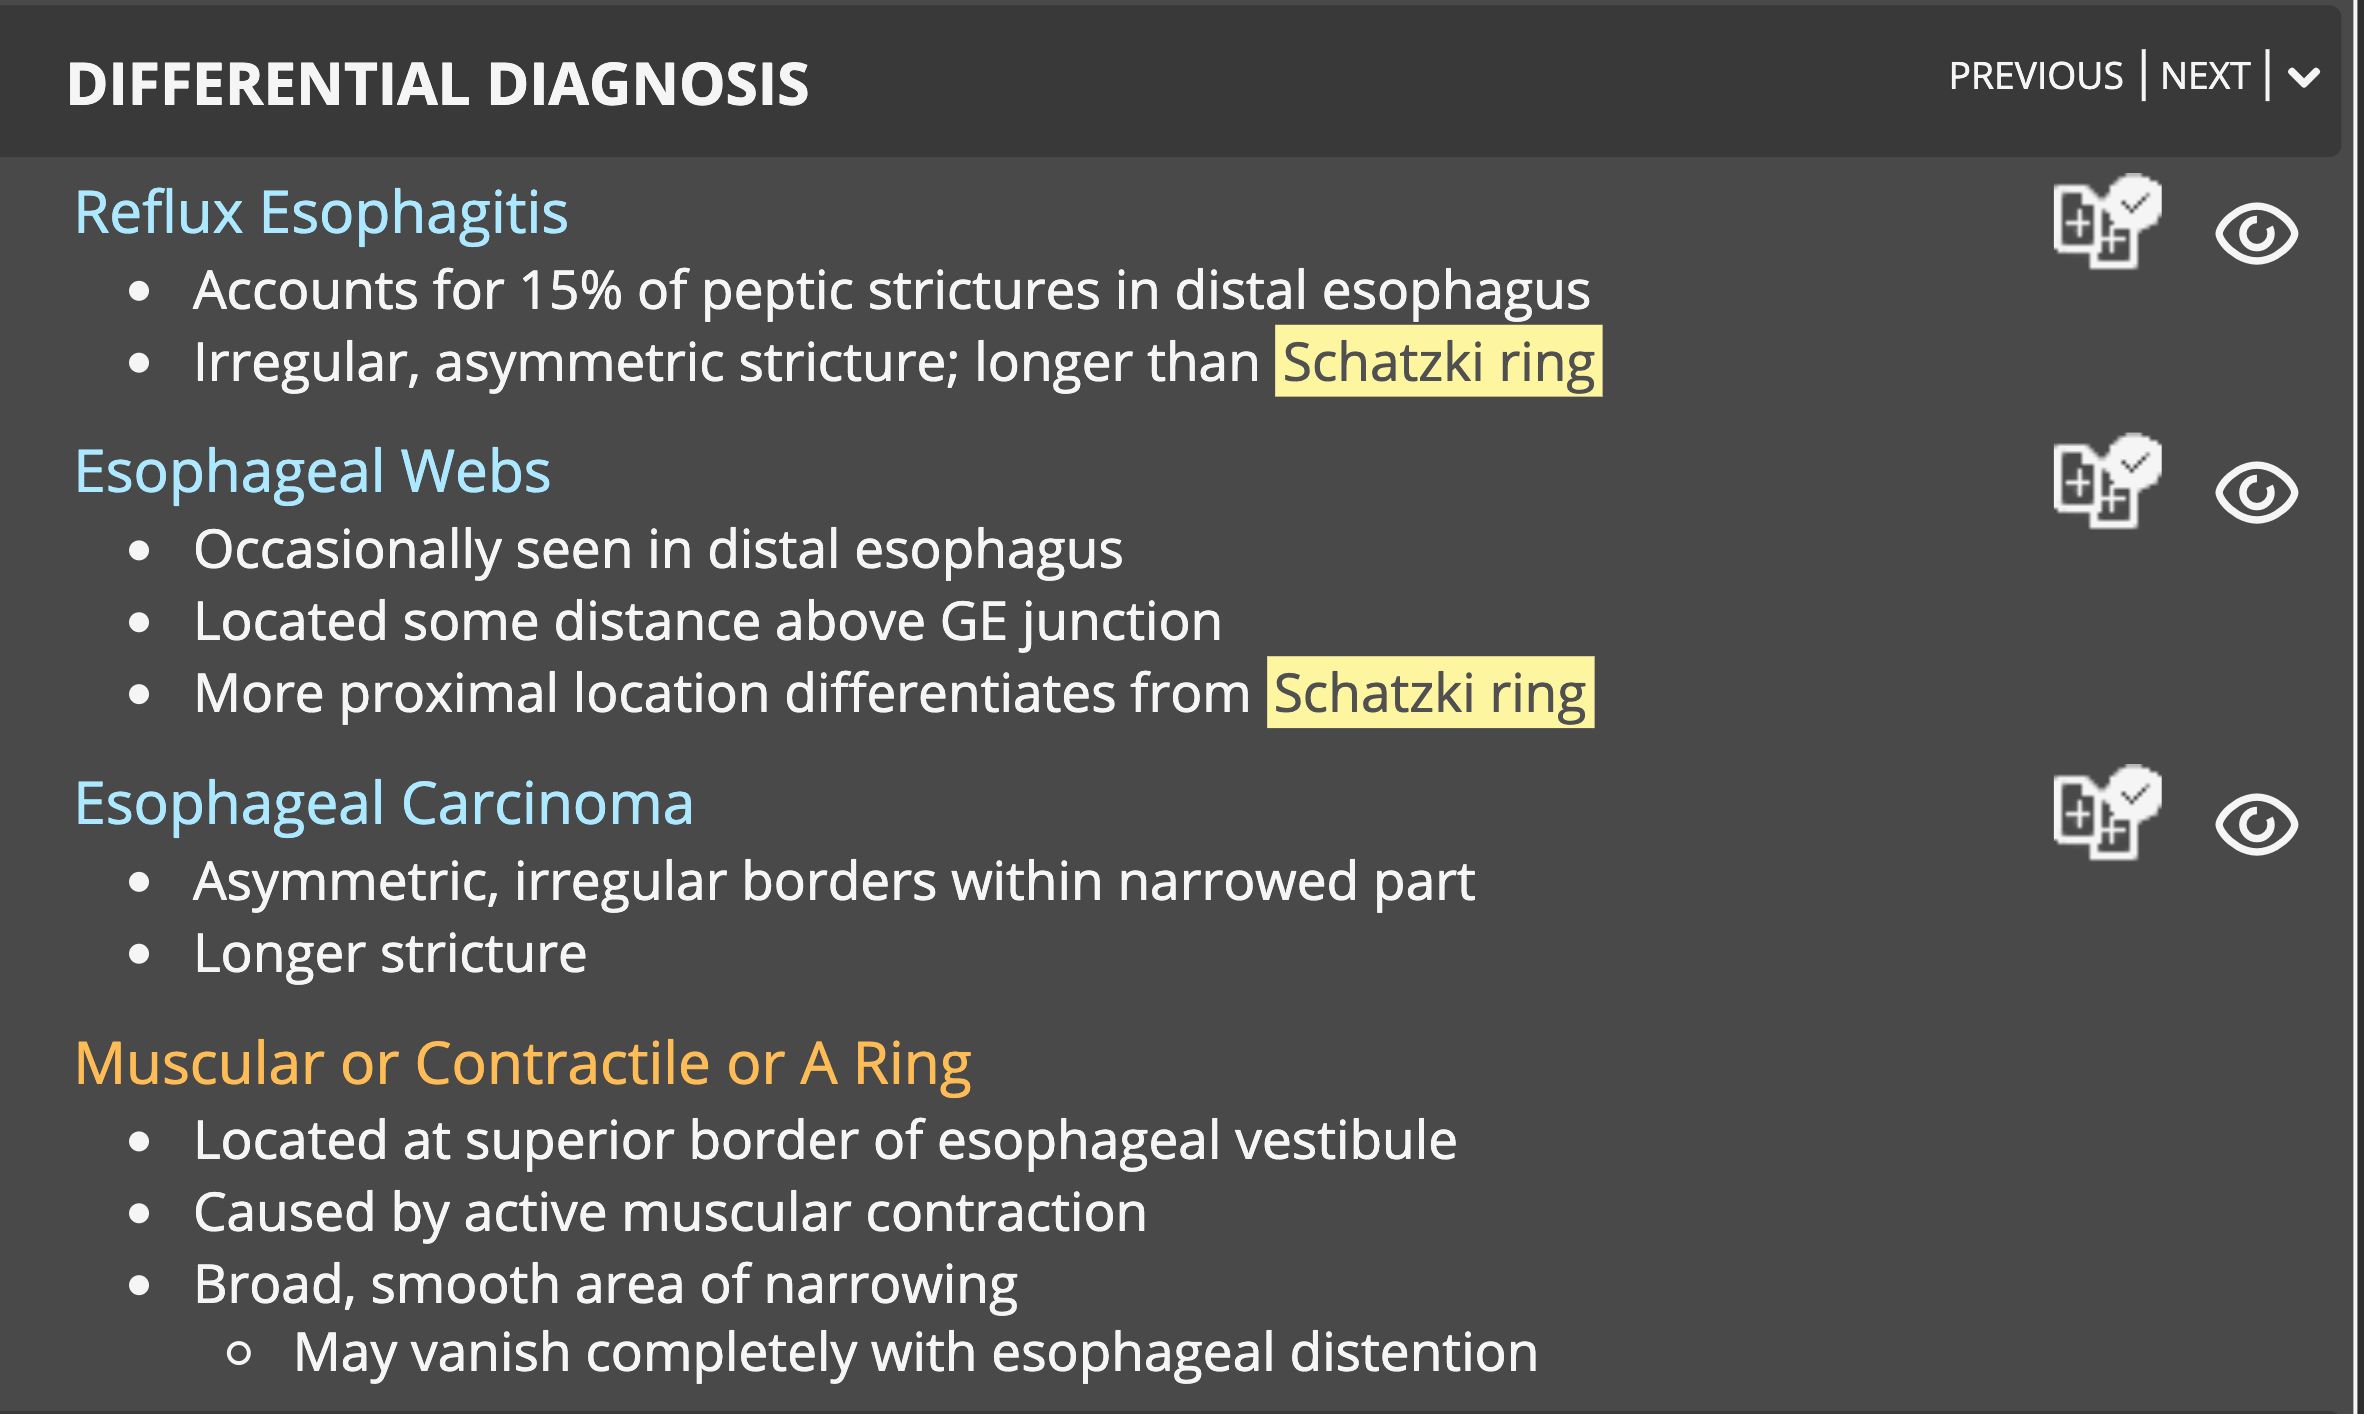 DIFFERENTIAL DIAGNOSIS
PREVIOUS | NEXT |
Reflux Esophagitis
• Accounts for 15% of peptic strictures in distal esophagus
• Irregular, asymmetric stricture; longer than Schatzki ring
Esophageal Webs
• Occasionally seen in distal esophagus
• Located some distance above GE junction
• More proximal location differentiates from Schatzki ring
Esophageal Carcinoma
• Asymmetric, irregular borders within narrowed part
• Longer stricture
Muscular or Contractile or A Ring
• Located at superior border of esophageal vestibule
• Caused by active muscular contraction
• Broad, smooth area of narrowing
○ May vanish completely with esophageal distention